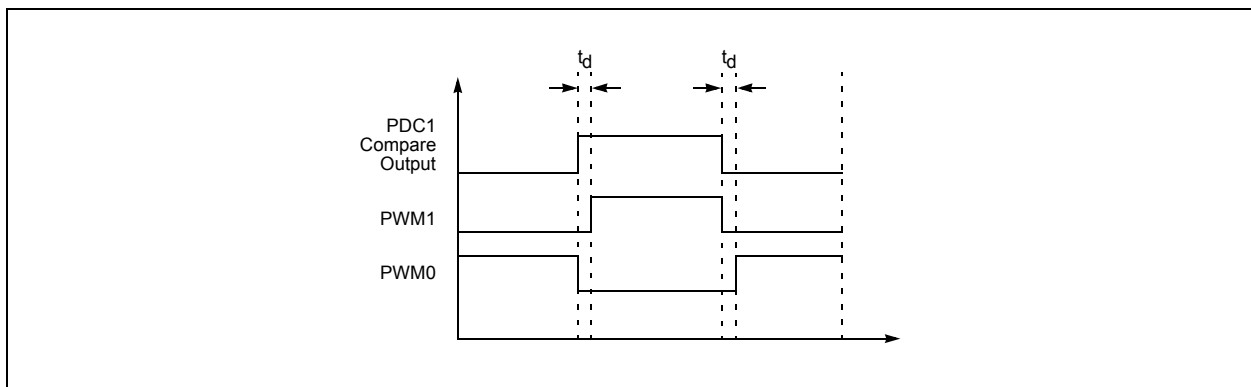 td td
PDC1
Compare
Output
PWM1
PWM0